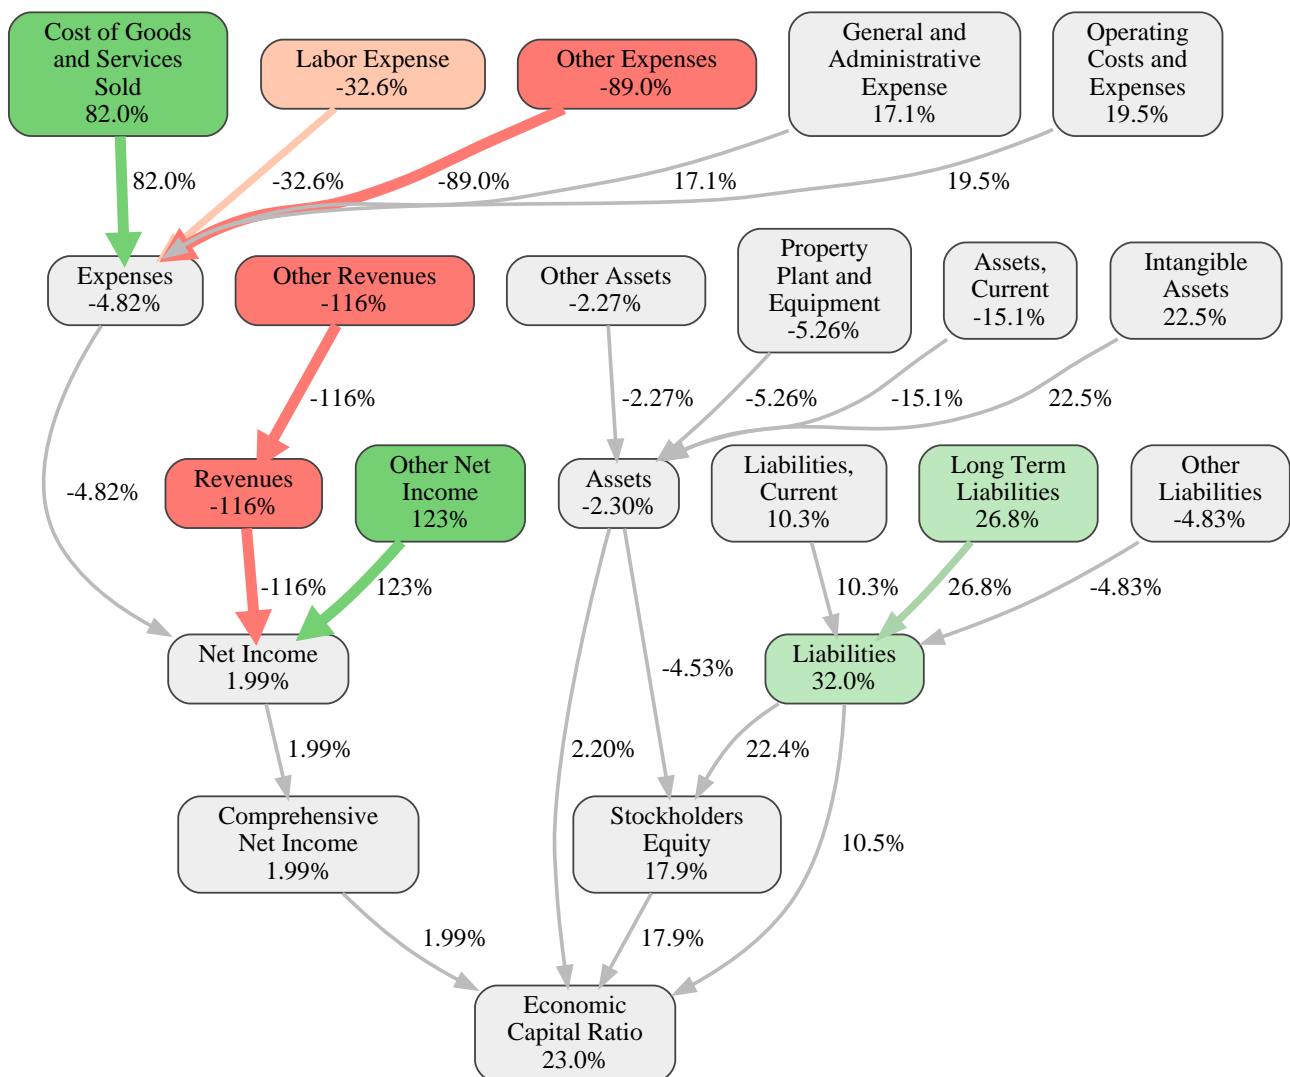 Cost of Goods
and Services
Sold
82.0%
Labor Expense
-32.6%
Other Expenses
-89.0%
General and
Administrative
Expense
17.1%
Operating
Costs and
Expenses
19.5%
82.0%
-32.6%
-89.0%
17.1%
19.5%
Expenses
-4.82%
Other Revenues
-116%
Other Assets
-2.27%
Property
Plant and
Equipment
-5.26%
Assets,
Current
-15.1%
Intangible
Assets
22.5%
-116%
-2.27%
-5.26%
-15.1%
22.5%
-4.82%
Revenues
-116%
Other Net
Income
123%
Assets
-2.30%
Liabilities,
Current
10.3%
Long Term
Liabilities
26.8%
Other
Liabilities
-4.83%
-116%
123%
10.3%
26.8%
-4.83%
Net Income
1.99%
-4.53%
Liabilities
32.0%
1.99%
2.20%
22.4%
Comprehensive
Net Income
1.99%
Stockholders
Equity
17.9%
10.5%
1.99%
17.9%
Economic
Capital Ratio
23.0%